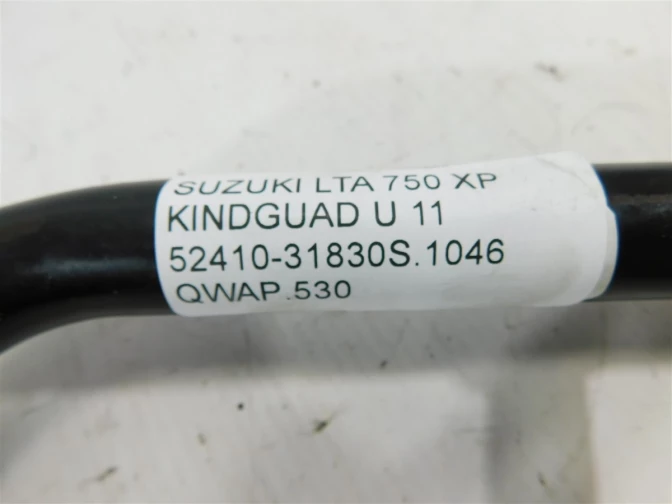 SUZUKI LTA 750 XP
KINDGUAD U 11
52410-31830S.1046
QWAP.530